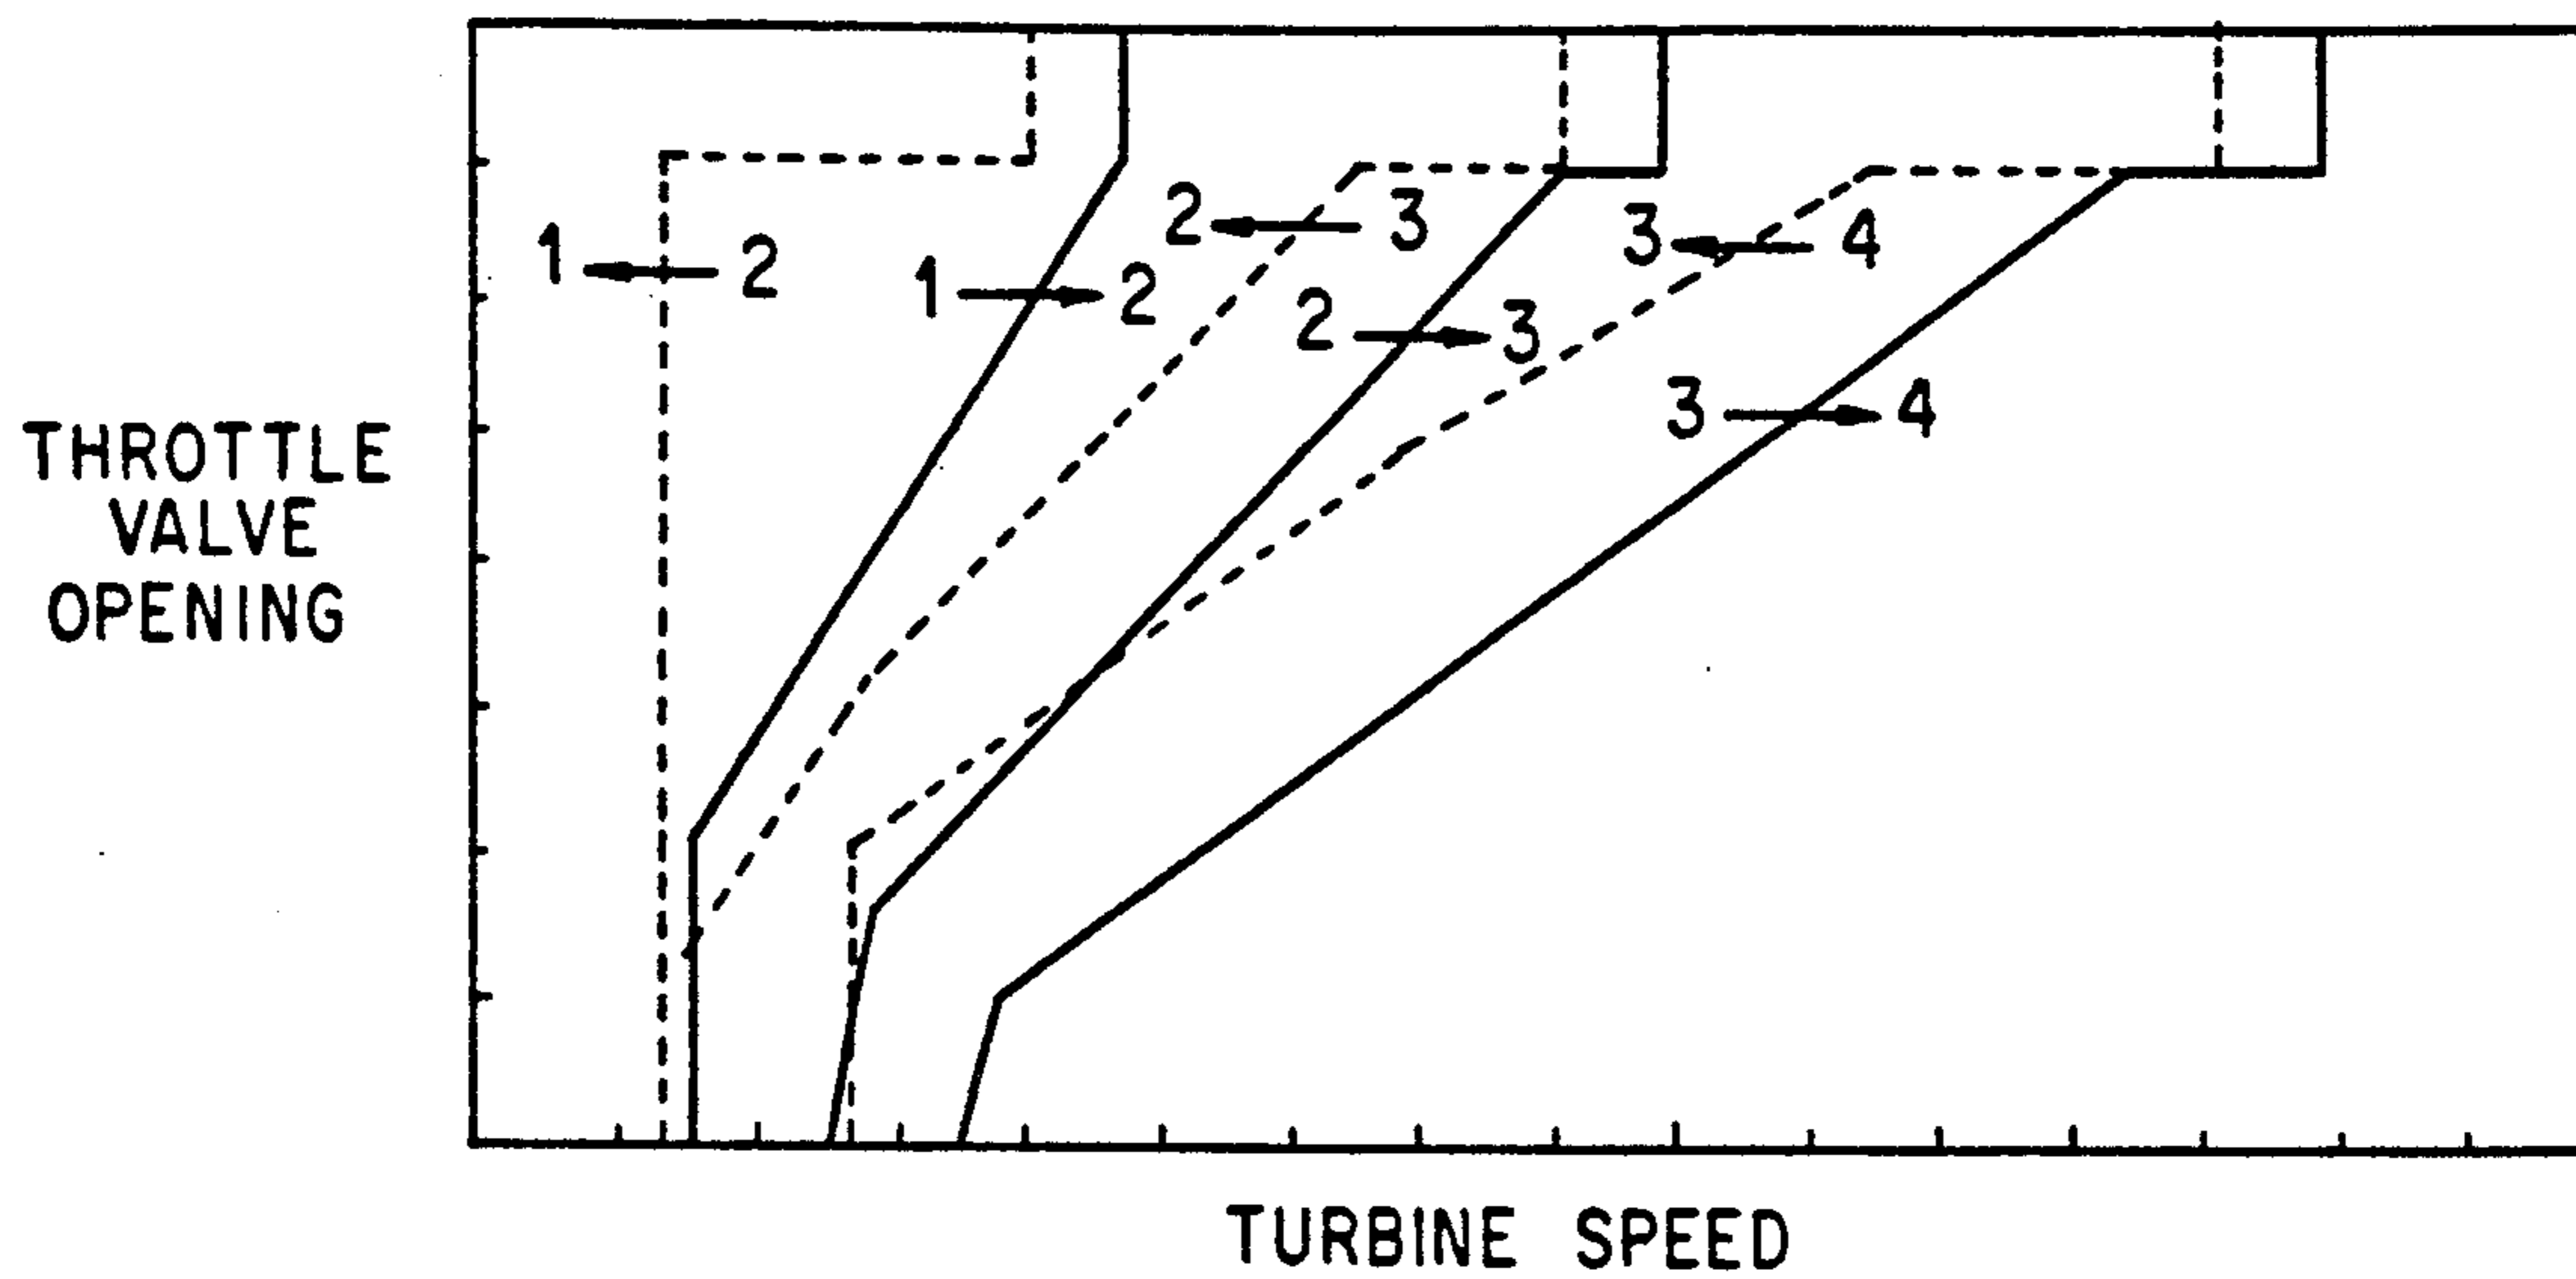 THROTTLE
VALVE
OPENING
1 2
1 2
2 3
2 3
3 4
3 4
TURBINE SPEED